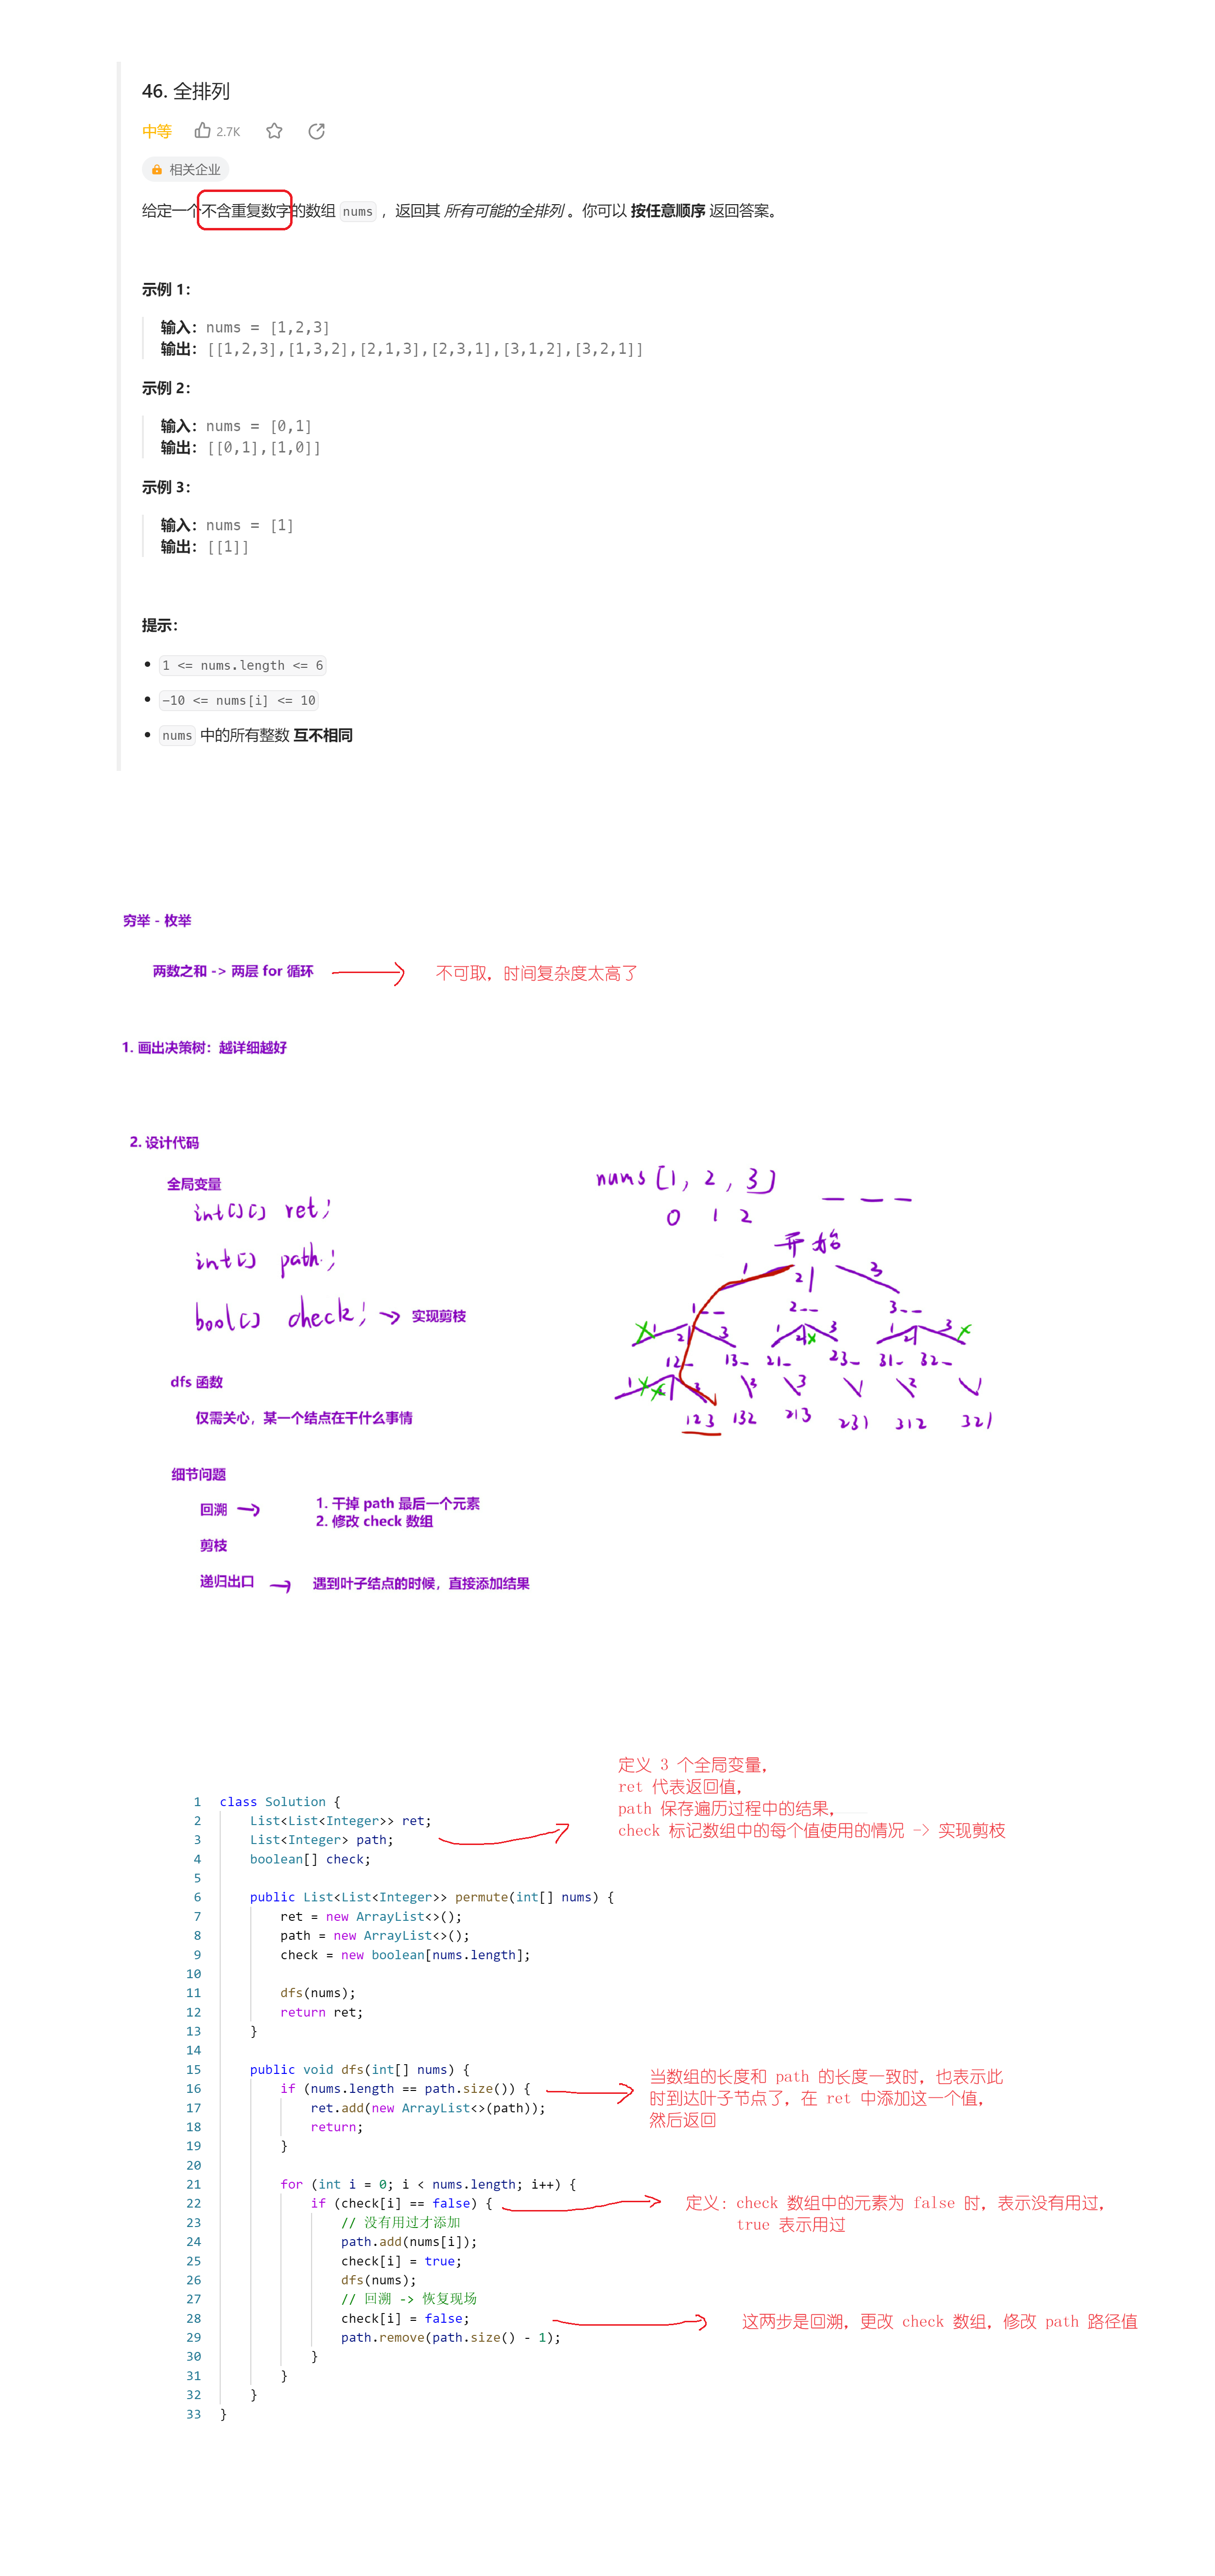 46. 全排列
中等 2.7K
相关企业
给定一个不含重复数字的数组 nums ，返回其 所有可能的全排列 。你可以 按任意顺序 返回答案。
示例 1：
输入：nums = [1,2,3]
输出：[[1,2,3],[1,3,2],[2,1,3],[2,3,1],[3,1,2],[3,2,1]]
示例 2：
输入：nums = [0,1]
输出：[[0,1],[1,0]]
示例 3：
输入：nums = [1]
输出：[[1]]
提示：
1 <= nums.length <= 6
-10 <= nums[i] <= 10
nums 中的所有整数 互不相同
穷举 - 枚举
两数之和 -> 两层 for 循环
不可取，时间复杂度太高了
1. 画出决策树：越详细越好
2. 设计代码
全局变量
int[][] ret;
int[] path;
bool[] check;
实现剪枝
dfs 函数
仅需关心，某一个结点在干什么事情
细节问题
回溯
1. 干掉 path 最后一个元素
2. 修改 check 数组
剪枝
递归出口
遇到叶子结点的时候，直接添加结果
nums [1, 2, 3]
0 1 2
开始
1 2 3
1-- 2-- 3--
1 2 3 1 2 3 1 2 3
12- 13- 21- 23- 31- 32-
1 2 3 3
123 132 213 231 312 321
定义 3 个全局变量，
ret 代表返回值，
path 保存遍历过程中的结果，
check 标记数组中的每个值使用的情况 -> 实现剪枝
1 class Solution {
2 List<List<Integer>> ret;
3 List<Integer> path;
4 boolean[] check;
5
6 public List<List<Integer>> permute(int[] nums) {
7 ret = new ArrayList<>();
8 path = new ArrayList<>();
9 check = new boolean[nums.length];
10
11 dfs(nums);
12 return ret;
13 }
14
15 public void dfs(int[] nums) {
16 if (nums.length == path.size()) {
17 ret.add(new ArrayList<>(path));
18 return;
19 }
20
21 for (int i = 0; i < nums.length; i++) {
22 if (check[i] == false) {
23 // 没有用过才添加
24 path.add(nums[i]);
25 check[i] = true;
26 dfs(nums);
27 // 回溯 -> 恢复现场
28 check[i] = false;
29 path.remove(path.size() - 1);
30 }
31 }
32 }
33 }
当数组的长度和 path 的长度一致时，也表示此
时到达叶子节点了，在 ret 中添加这一个值，
然后返回
定义：check 数组中的元素为 false 时，表示没有用过，
true 表示用过
这两步是回溯，更改 check 数组，修改 path 路径值